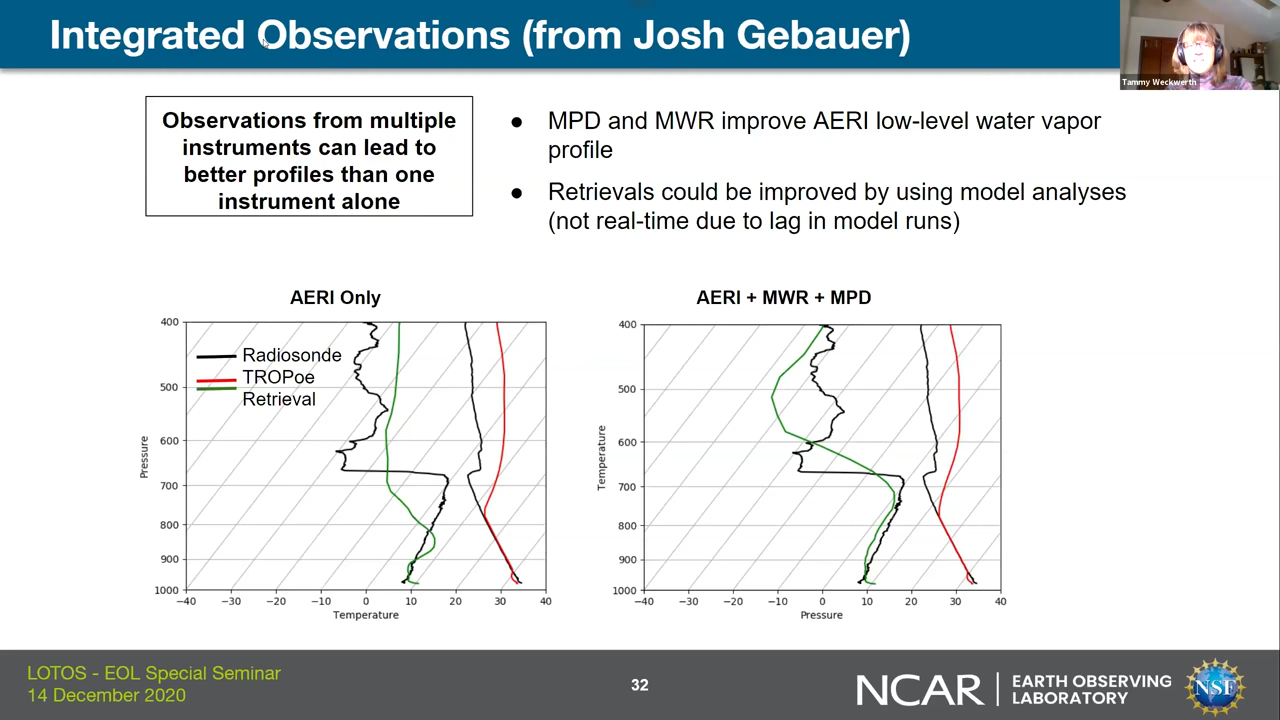 Integrated Observations (from Josh Gebauer)
Tammy Weckwerth
Observations from multiple
instruments can lead to
better profiles than one
instrument alone
● MPD and MWR improve AERI low-level water vapor
profile
● Retrievals could be improved by using model analyses
(not real-time due to lag in model runs)
AERI Only
Radiosonde
TROPoe
Retrieval
Pressure
400
500
600
700
800
900
1000
−40 −30 −20 −10 0 10 20 30 40
Temperature
AERI + MWR + MPD
Temperature
400
500
600
700
800
900
1000
−40 −30 −20 −10 0 10 20 30 40
Pressure
LOTOS - EOL Special Seminar
14 December 2020
32
NCAR
EARTH OBSERVING
LABORATORY
NSF